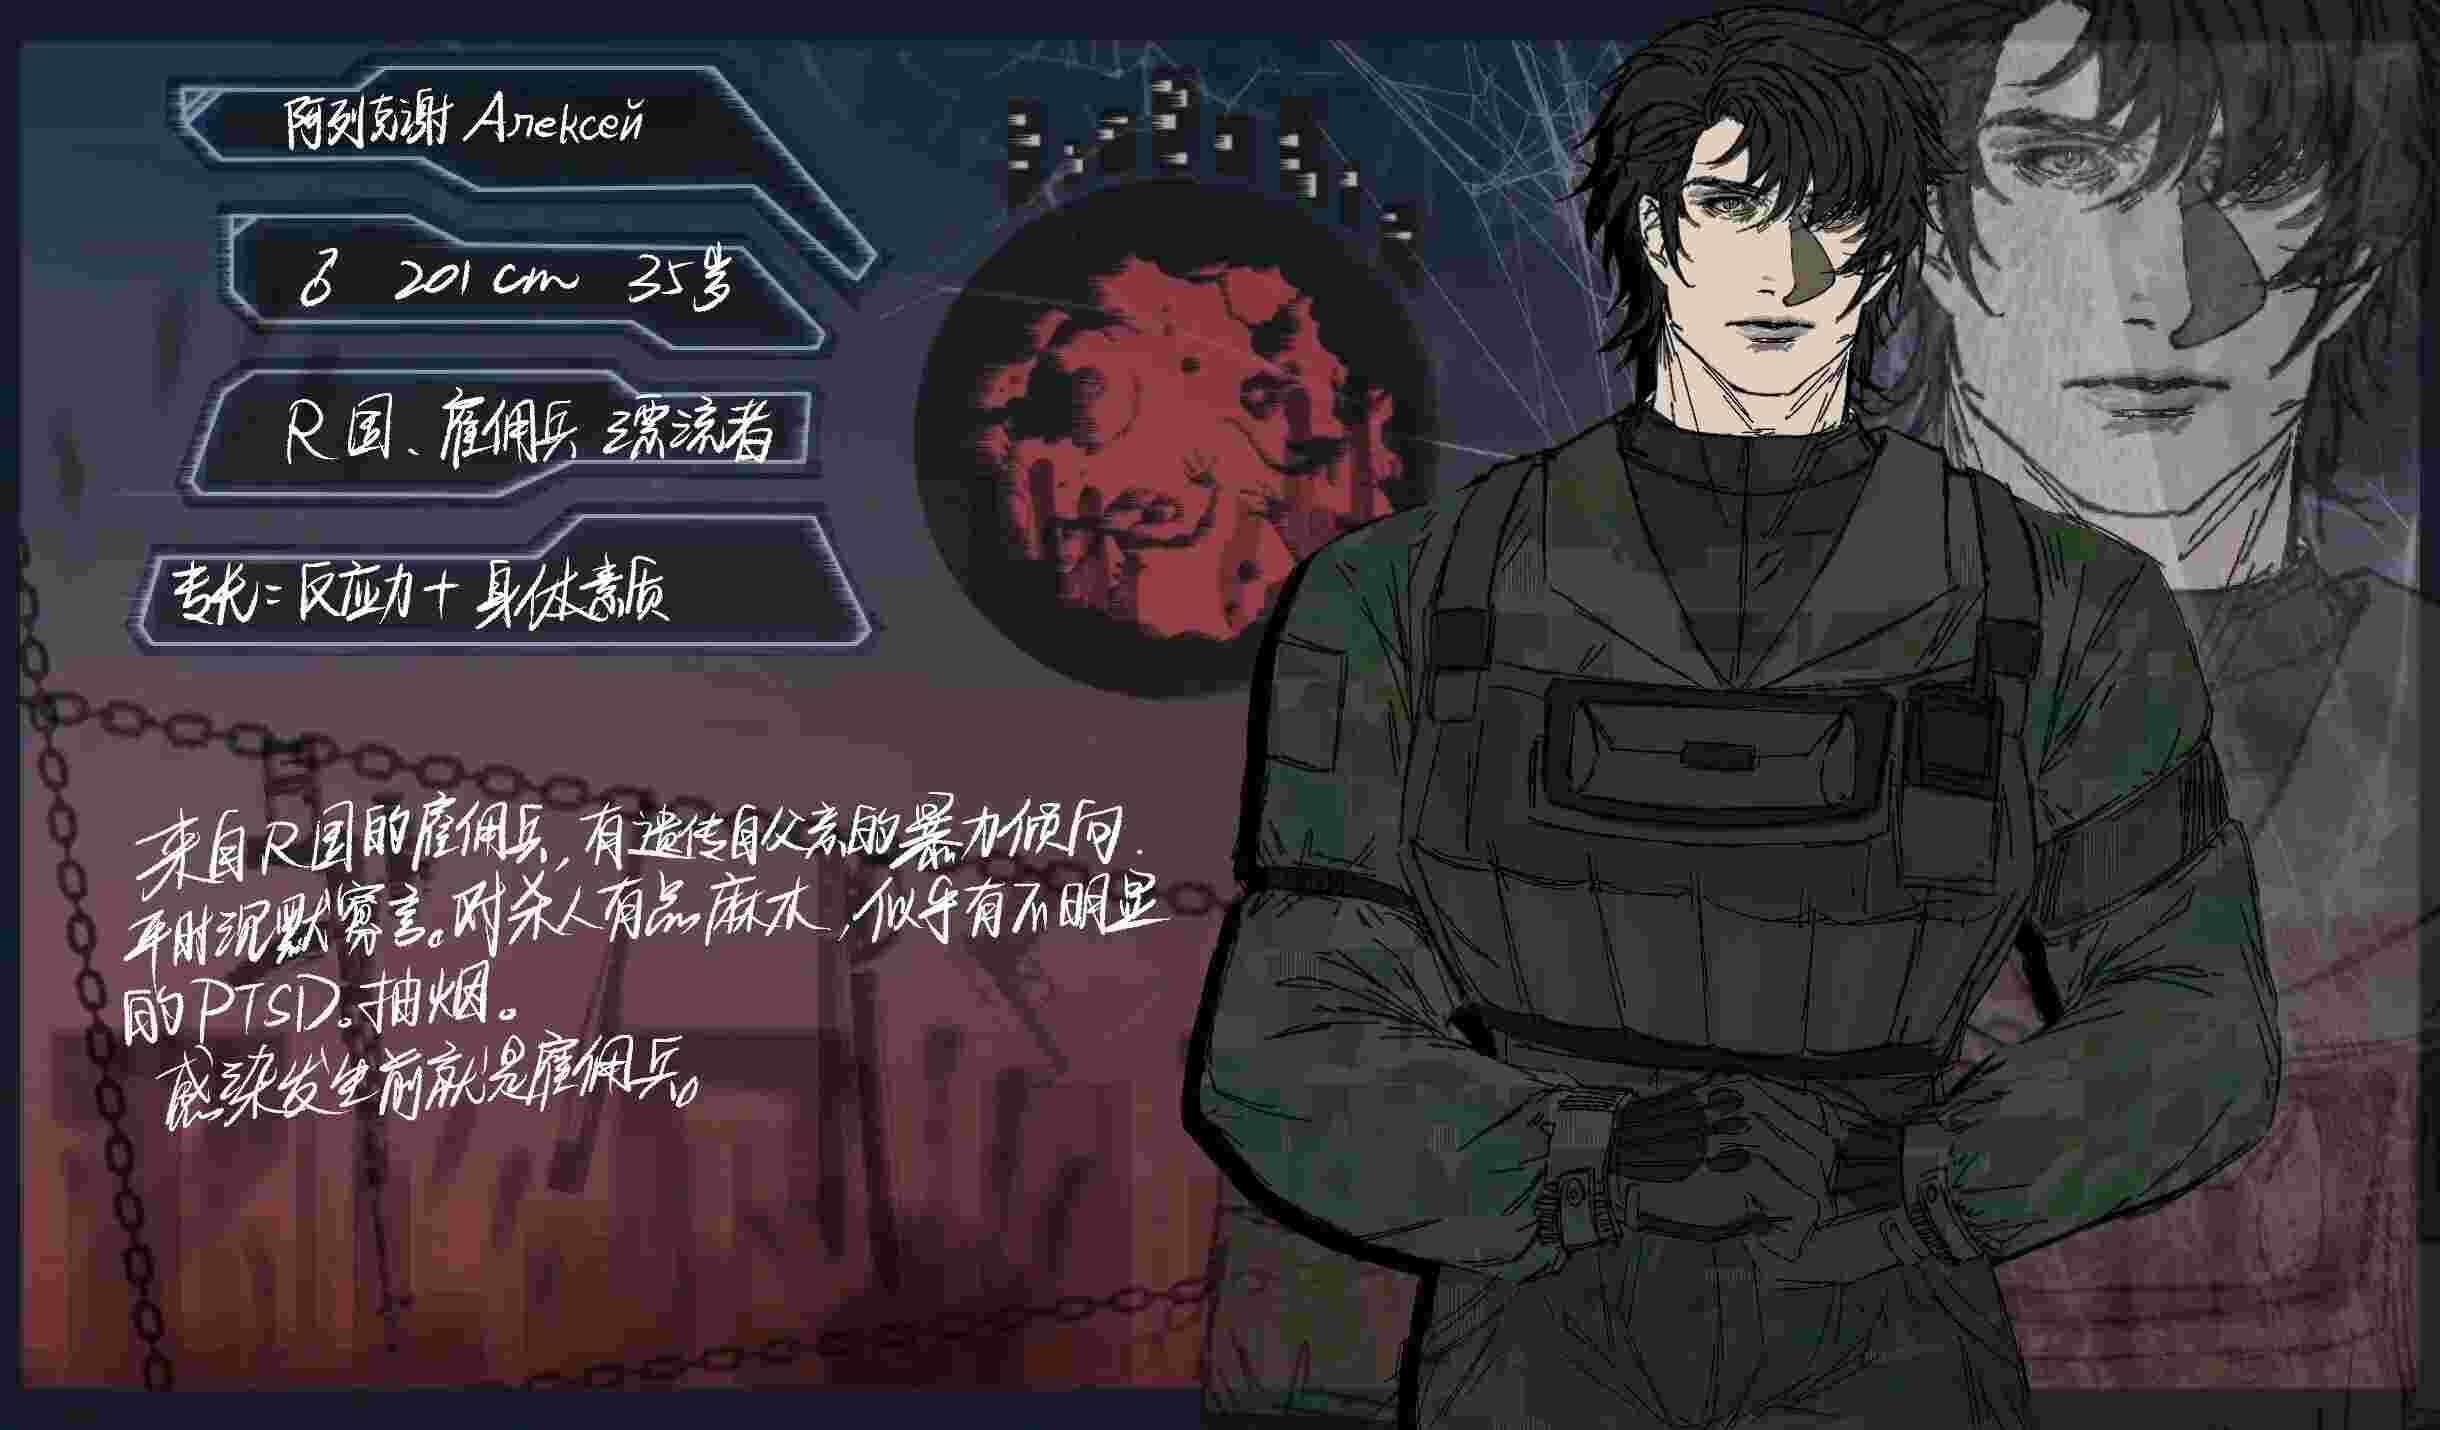 阿列克谢 Алексей
♂ 201cm 35岁
R国、雇佣兵 漂流者
专长=反应力+身体素质
来自R国的雇佣兵,有遗传自父亲的暴力倾向.
平时沉默寡言。对杀人有点麻木,似乎有不明显
的PTSD。抽烟。
感染发生前就是雇佣兵。